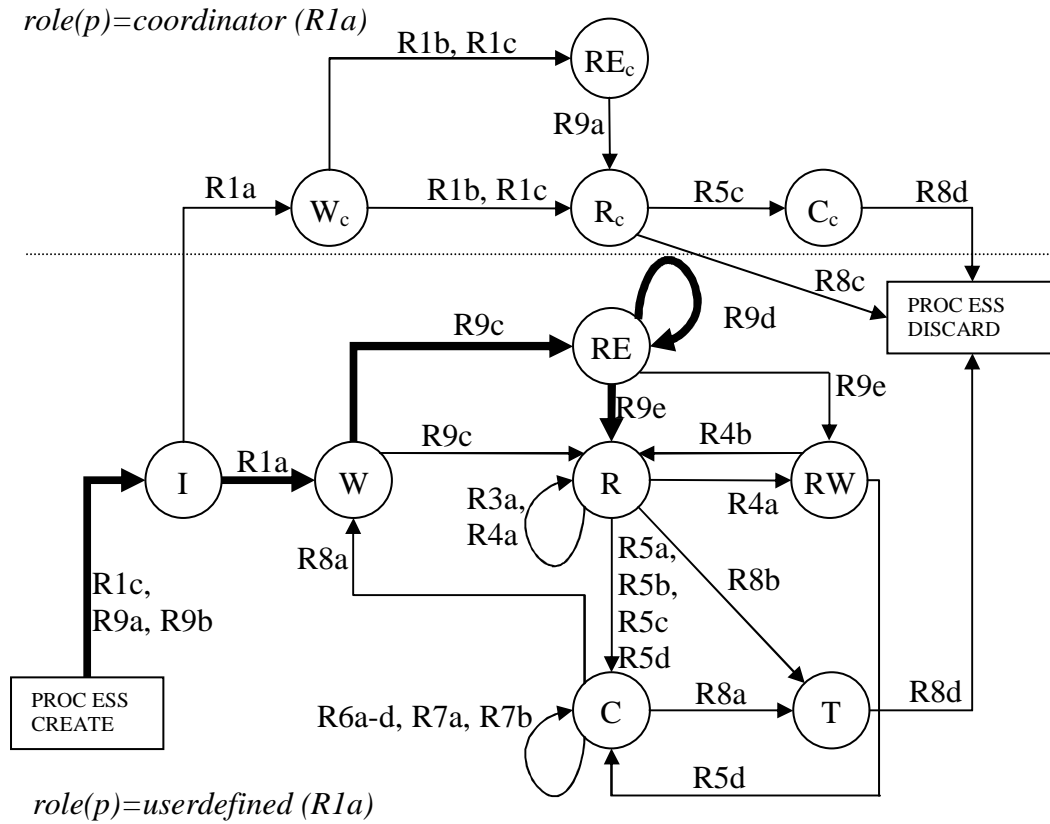 role(p)=coordinator (R1a)
R1b, R1c
REc
R9a
R1a
Wc
R1b, R1c
Rc
R5c
Cc
R8d
R8c
PROC ESS
DISCARD
R9c
RE
R9d
R9e
R9e
R9c
R4b
I
R1a
W
R
RW
R4a
R3a,
R4a
R8a
R5a,
R5b,
R5c
R5d
R8b
R1c,
R9a, R9b
PROC ESS
CREATE
R6a-d, R7a, R7b
C
R8a
T
R8d
R5d
role(p)=userdefined (R1a)